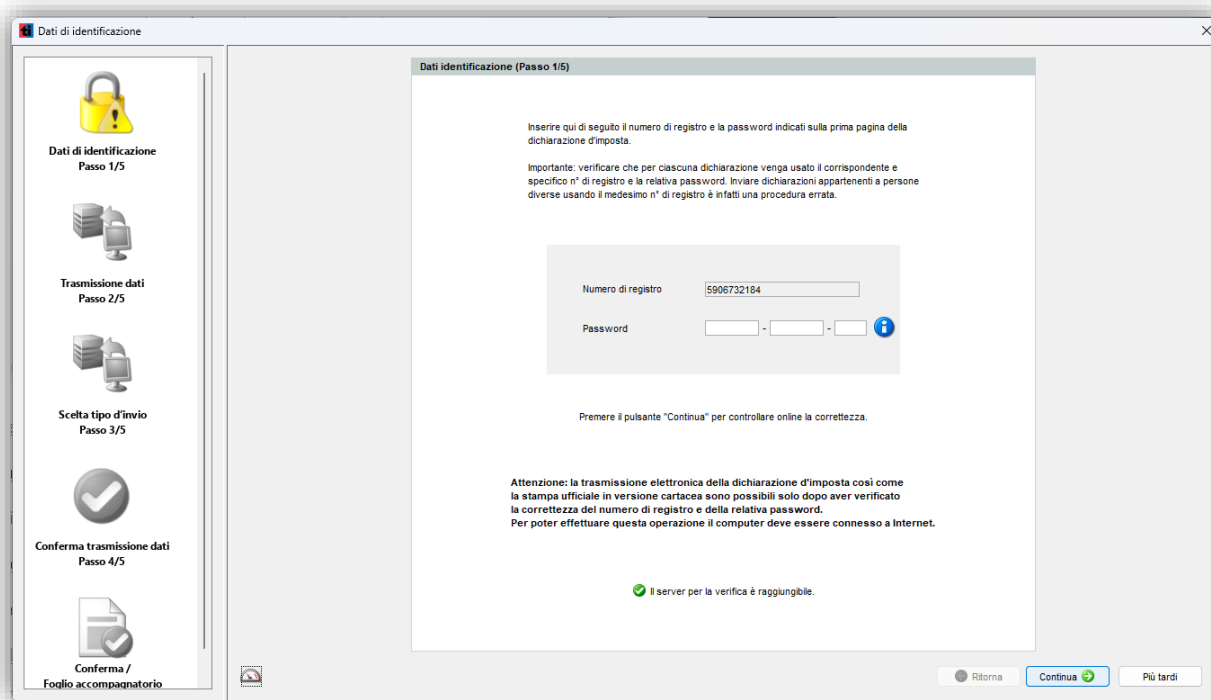 ti Dati di identificazione
Dati di identificazione
Passo 1/5
Trasmissione dati
Passo 2/5
Scelta tipo d'invio
Passo 3/5
Conferma trasmissione dati
Passo 4/5
Conferma /
Foglio accompagnatorio
Dati identificazione (Passo 1/5)
Inserire qui di seguito il numero di registro e la password indicati sulla prima pagina della
dichiarazione d'imposta.
Importante: verificare che per ciascuna dichiarazione venga usato il corrispondente e
specifico n° di registro e la relativa password. Inviare dichiarazioni appartenenti a persone
diverse usando il medesimo n° di registro è infatti una procedura errata.
Numero di registro 5906732184
Password - -
Premere il pulsante "Continua" per controllare online la correttezza.
Attenzione: la trasmissione elettronica della dichiarazione d'imposta così come
la stampa ufficiale in versione cartacea sono possibili solo dopo aver verificato
la correttezza del numero di registro e della relativa password.
Per poter effettuare questa operazione il computer deve essere connesso a Internet.
Il server per la verifica è raggiungibile.
Ritorna Continua Più tardi